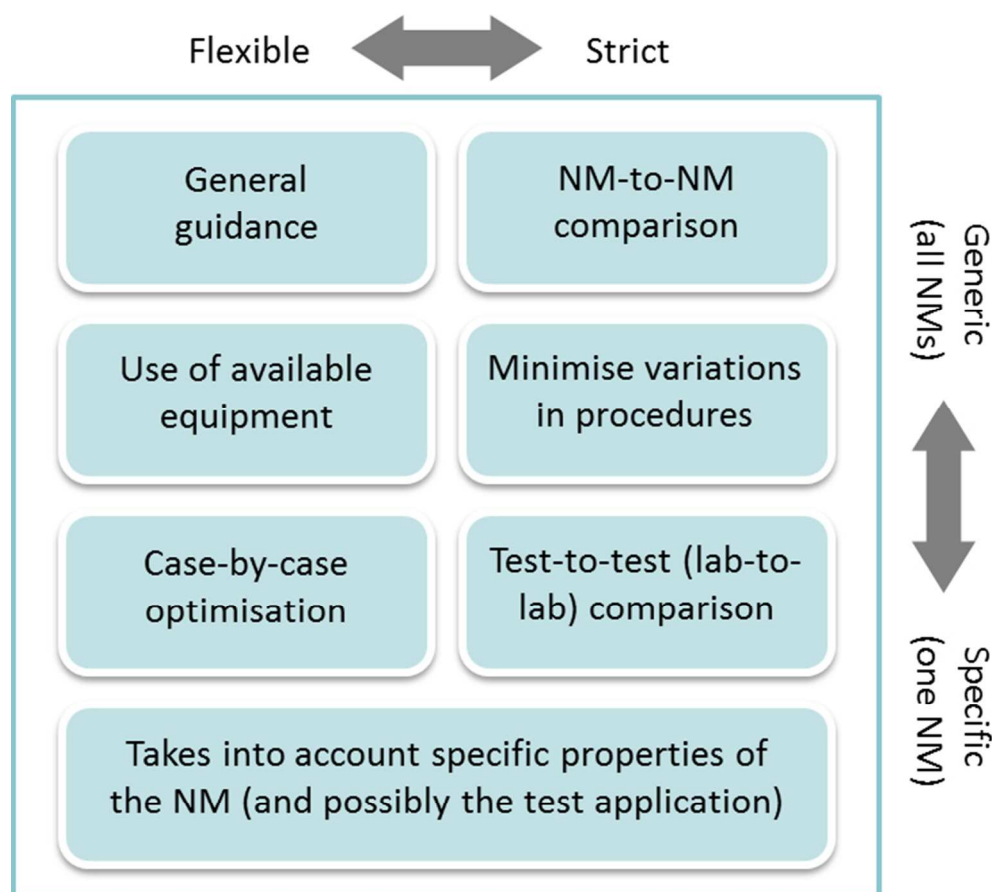 Flexible
Strict
General
guidance
NM-to-NM
comparison
Use of available
equipment
Minimise variations
in procedures
Case-by-case
optimisation
Test-to-test (lab-to-
lab) comparison
Takes into account specific properties of
the NM (and possibly the test application)
Generic
(all NMs)
Specific
(one NM)